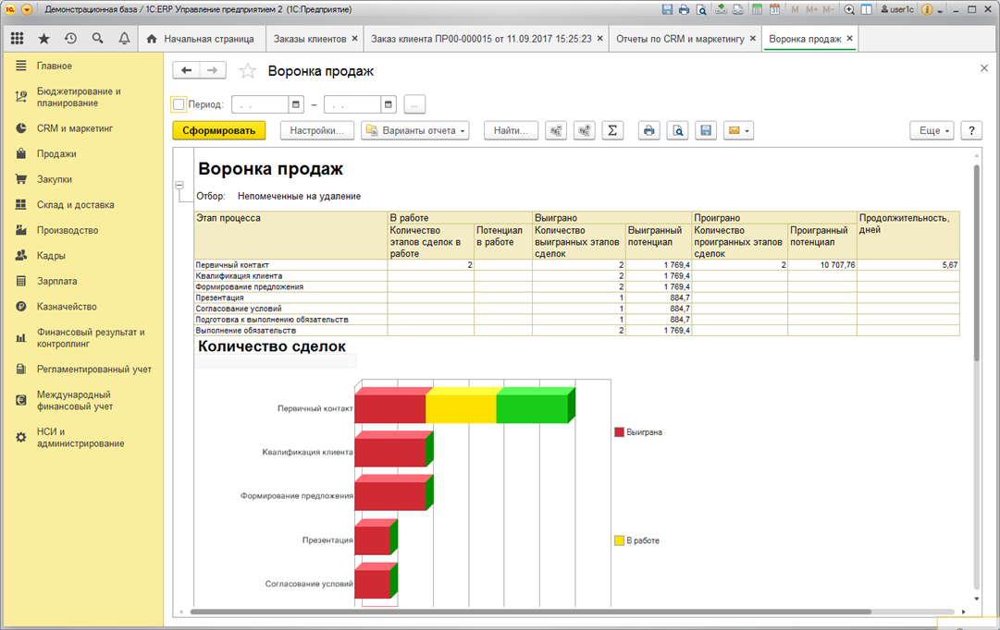 Демонстрационная база / 1С:ERP Управление предприятием 2 (1С:Предприятие)
M M+ M- user1c
Начальная страница
Заказы клиентов
Заказ клиента ПР00-000015 от 11.09.2017 15:25:23
Отчеты по CRM и маркетингу
Воронка продаж
Главное
Бюджетирование и
планирование
CRM и маркетинг
Продажи
Закупки
Склад и доставка
Производство
Кадры
Зарплата
Казначейство
Финансовый результат и
контроллинг
Регламентированный учет
Международный
финансовый учет
НСИ и
администрирование
Воронка продаж
Период: . . – . . ...
Сформировать Настройки... Варианты отчета Найти... Σ Еще ?
Воронка продаж
Отбор: Непомеченные на удаление
Этап процесса В работе Выиграно Проиграно Продолжительность,
дней
Количество
этапов сделок в
работе
Потенциал
в работе
Количество
выигранных этапов
сделок
Выигранный
потенциал
Количество
проигранных этапов
сделок
Проигранный
потенциал
Первичный контакт 2 2 1 769,4 2 10 707,76 5,67
Квалификация клиента 2 1 769,4
Формирование предложения 2 1 769,4
Презентация 1 884,7
Согласование условий 1 884,7
Подготовка к выполнению обязательств 1 884,7
Выполнение обязательств 2 1 769,4
Количество сделок
Первичный контакт
Выиграна
Квалификация клиента
Формирование предложения
Презентация
В работе
Согласование условий